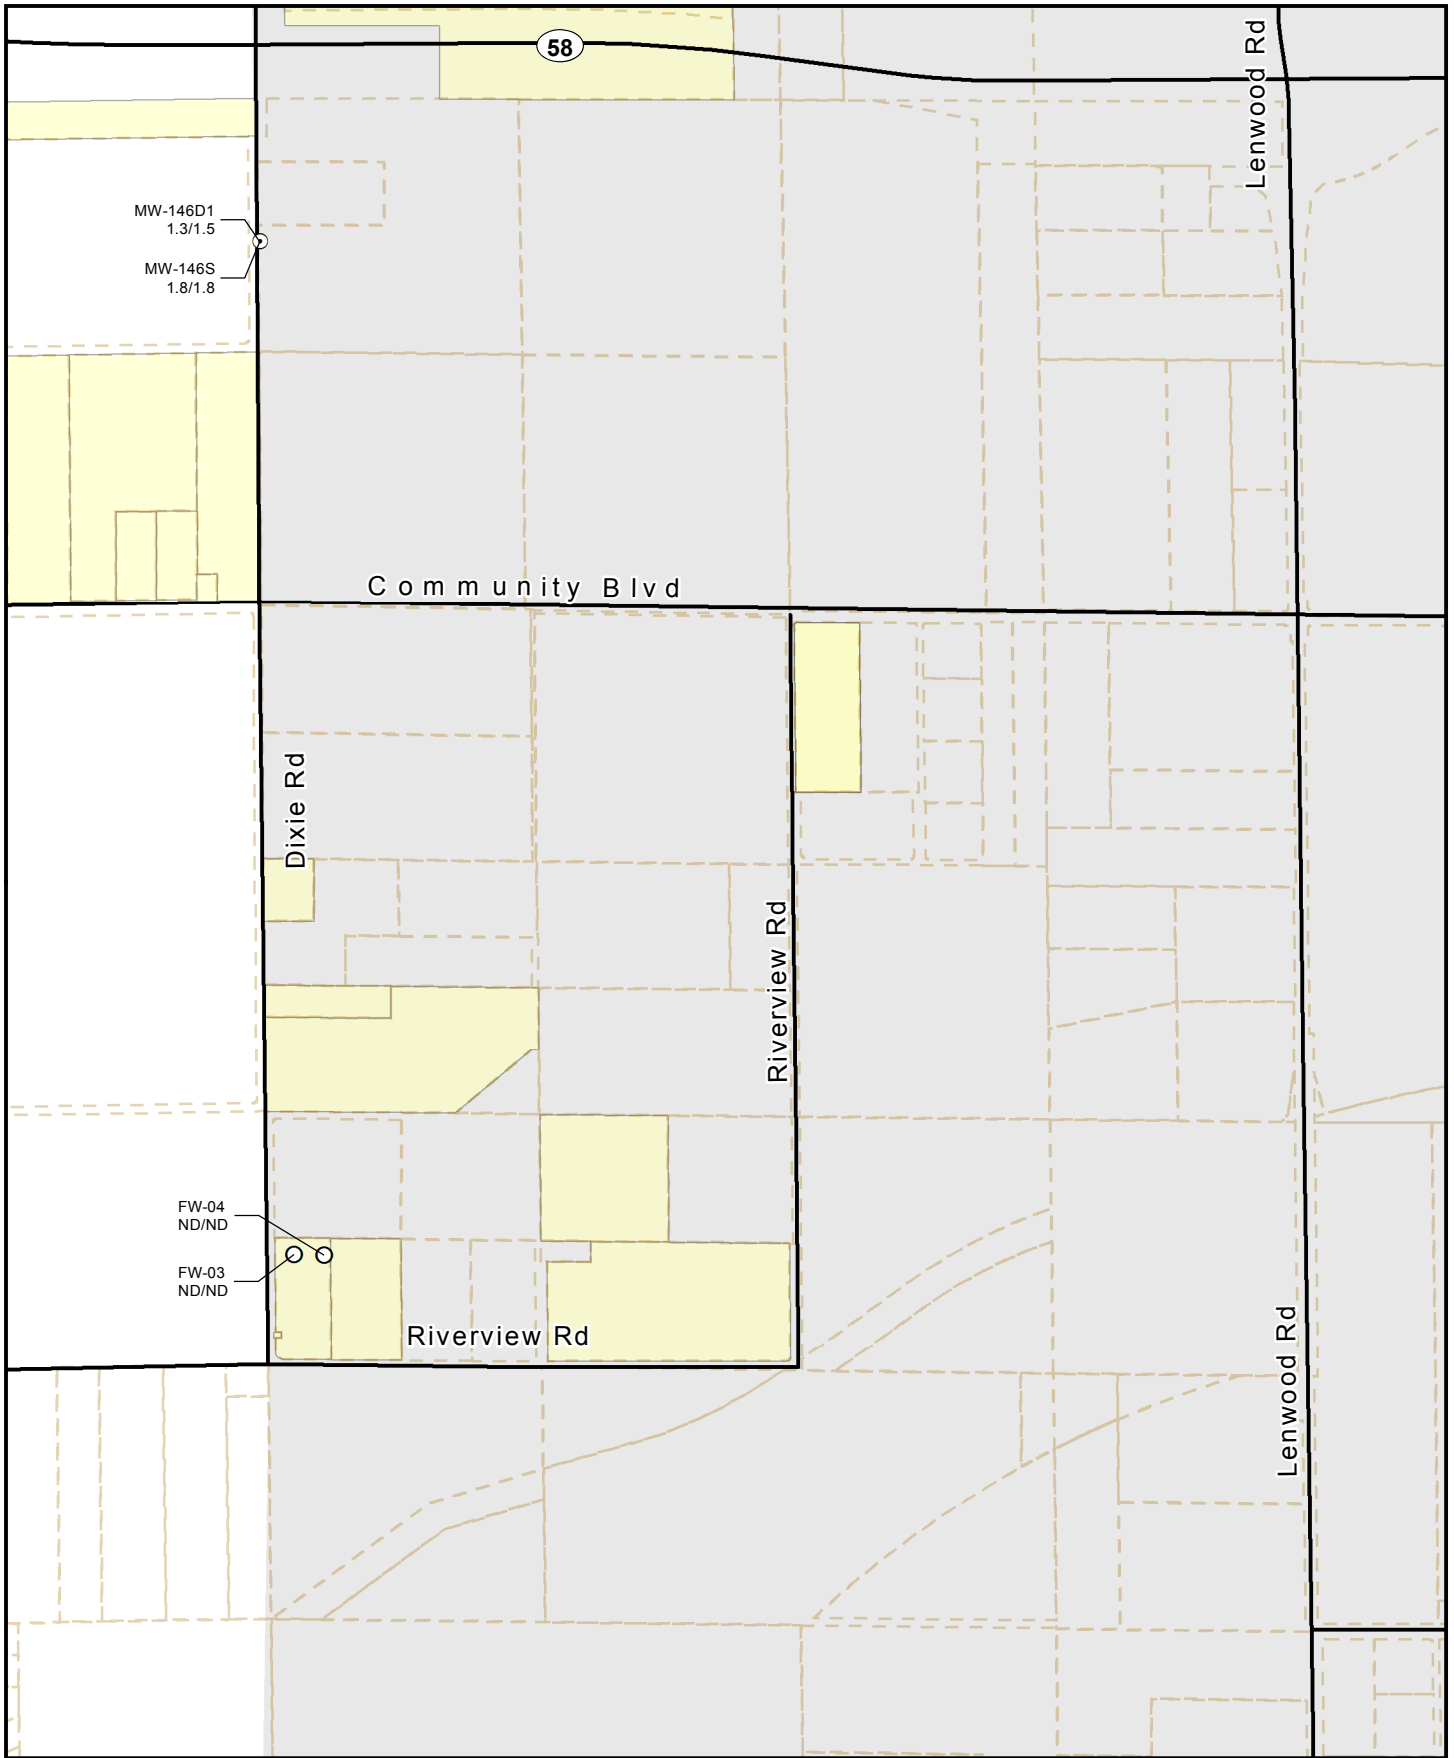 58
Lenwood Rd
MW-146D1
1.3/1.5
MW-146S
1.8/1.8
Community Blvd
Dixie Rd
Riverview Rd
FW-04
ND/ND
FW-03
ND/ND
Riverview Rd
Lenwood Rd